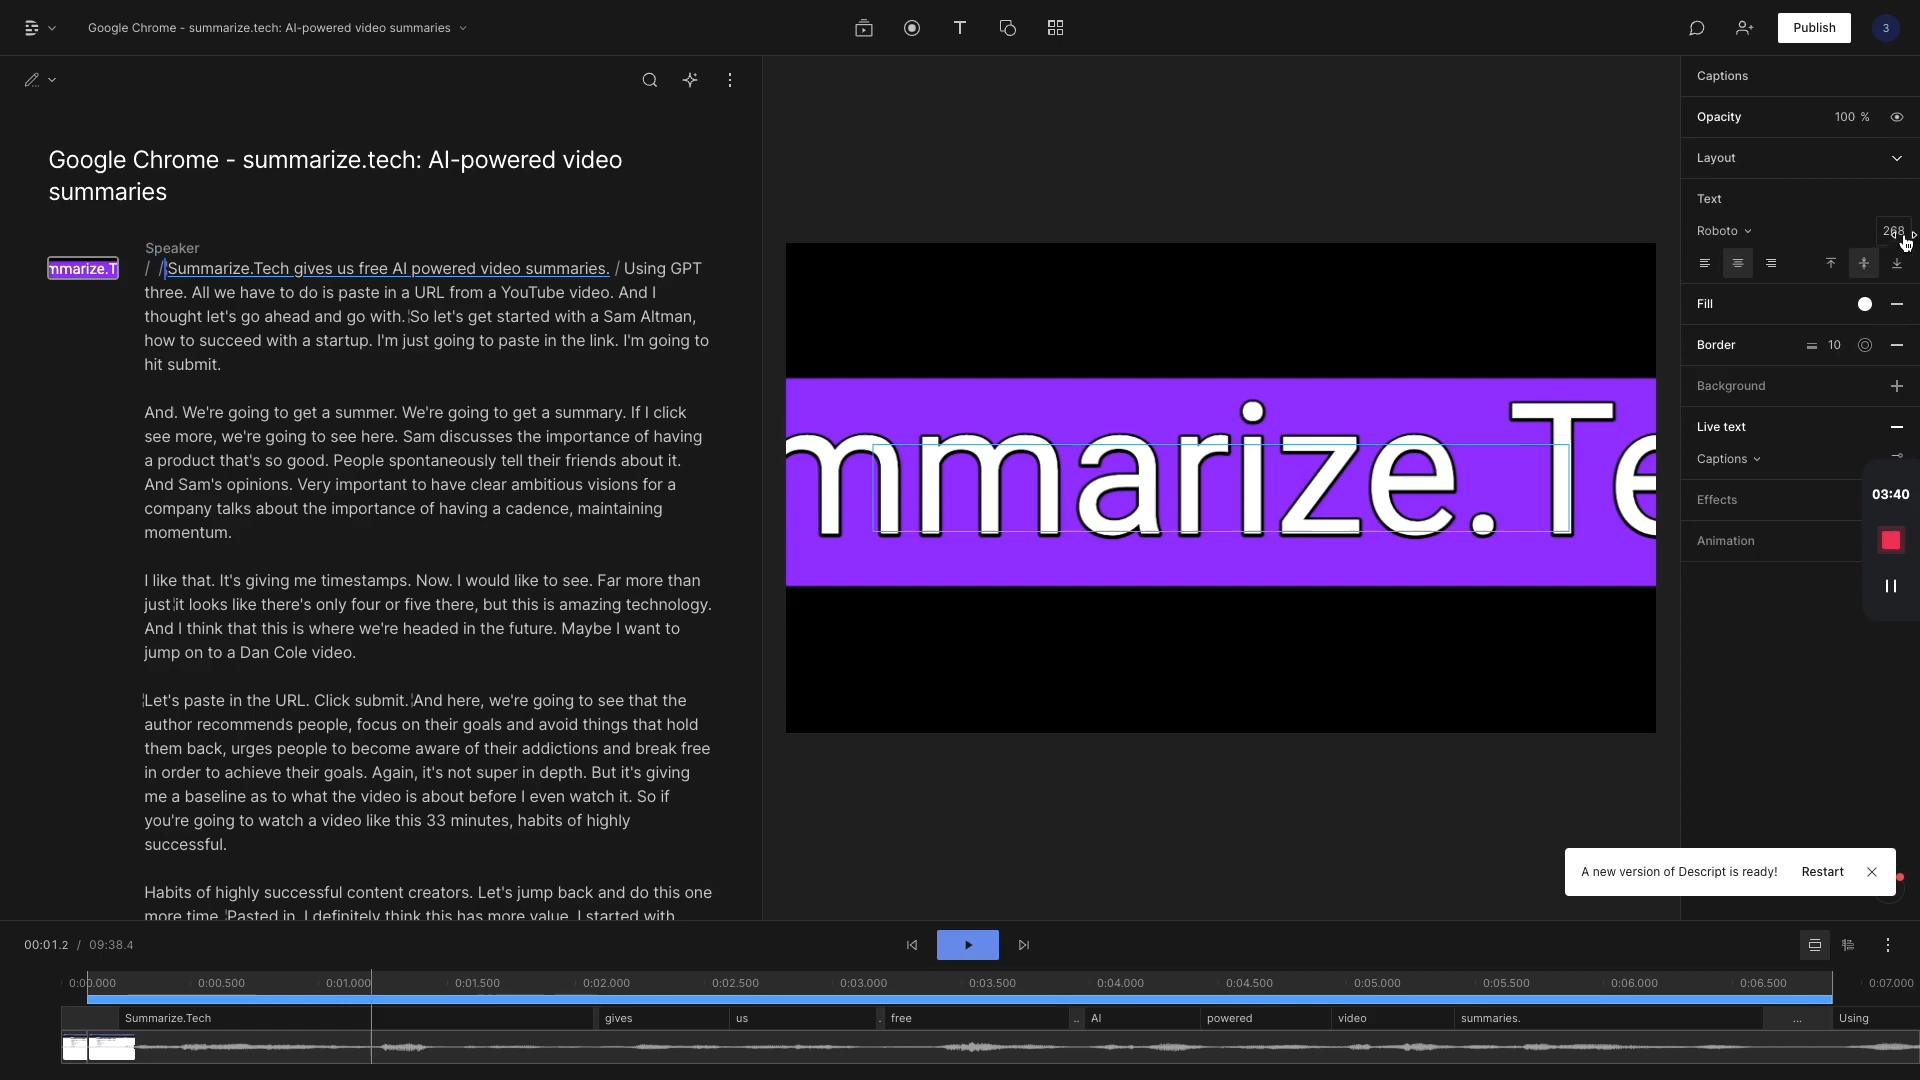 Google Chrome - summarize.tech: AI-powered video summaries
Publish
3
Google Chrome - summarize.tech: AI-powered video
summaries
Speaker
mmarize.T
/ / Summarize.Tech gives us free AI powered video summaries. / Using GPT
three. All we have to do is paste in a URL from a YouTube video. And I
thought let's go ahead and go with. So let's get started with a Sam Altman,
how to succeed with a startup. I'm just going to paste in the link. I'm going to
hit submit.
And. We're going to get a summer. We're going to get a summary. If I click
see more, we're going to see here. Sam discusses the importance of having
a product that's so good. People spontaneously tell their friends about it.
And Sam's opinions. Very important to have clear ambitious visions for a
company talks about the importance of having a cadence, maintaining
momentum.
I like that. It's giving me timestamps. Now. I would like to see. Far more than
just it looks like there's only four or five there, but this is amazing technology.
And I think that this is where we're headed in the future. Maybe I want to
jump on to a Dan Cole video.
Let's paste in the URL. Click submit. And here, we're going to see that the
author recommends people, focus on their goals and avoid things that hold
them back, urges people to become aware of their addictions and break free
in order to achieve their goals. Again, it's not super in depth. But it's giving
me a baseline as to what the video is about before I even watch it. So if
you're going to watch a video like this 33 minutes, habits of highly
successful.
Habits of highly successful content creators. Let's jump back and do this one
more time. Pasted in. I definitely think this has more value. I started with
mmarize.Te
Captions
Opacity 100 %
Layout
Text
Roboto 268
Fill
Border 10
Background
Live text
Captions
Effects
Animation
03:40
A new version of Descript is ready! Restart
00:01.2 / 09:38.4
0:00.000 0:00.500 0:01.000 0:01.500 0:02.000 0:02.500 0:03.000 0:03.500 0:04.000 0:04.500 0:05.000 0:05.500 0:06.000 0:06.500 0:07.000
Summarize.Tech gives us . free .. AI powered video summaries. ... Using